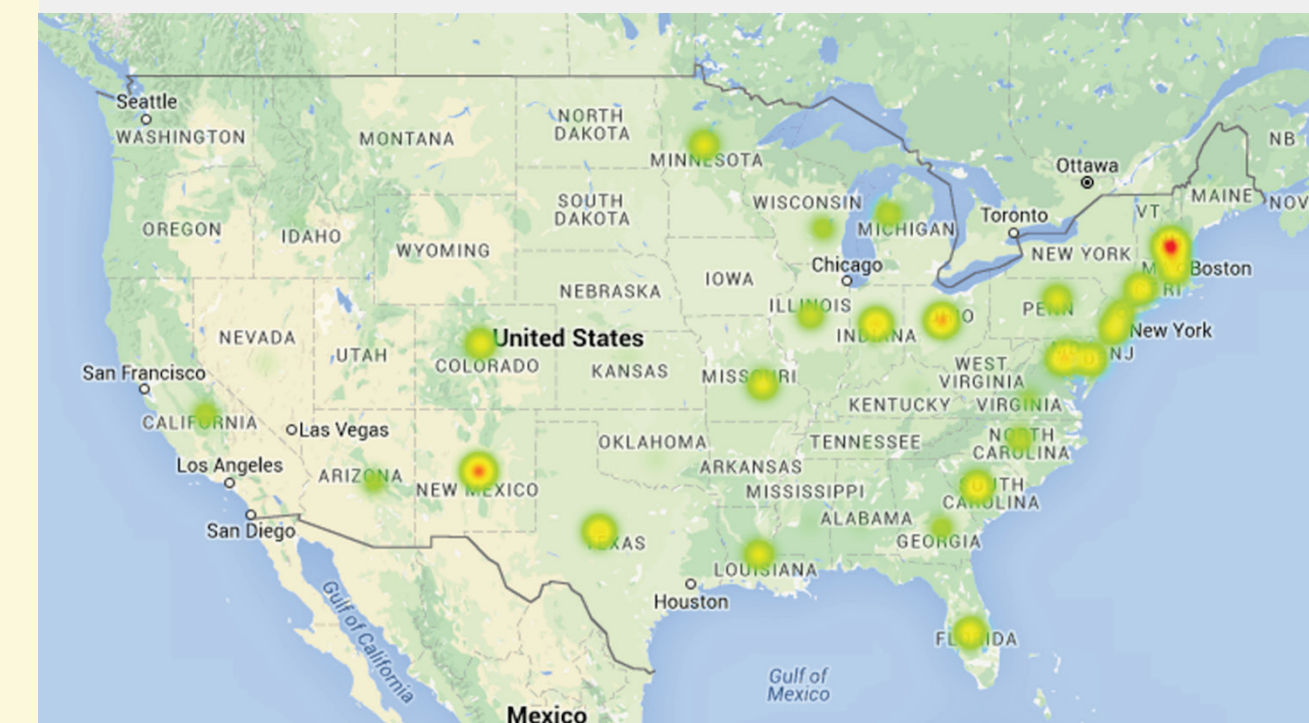 Seattle
WASHINGTON
MONTANA
NORTH
DAKOTA
MINNESOTA
Ottawa
NB
MAINE
NOV
VT
Toronto
WISCONSIN
MICHIGAN
SOUTH
DAKOTA
OREGON
IDAHO
WYOMING
NEW YORK
Boston
Chicago
IOWA
NEBRASKA
ILLINOIS
RI
PENN
NEVADA
United States
INDIANA
New York
UTAH
COLORADO
NJ
San Francisco
KANSAS
MISSOURI
WEST
VIRGINIA
KENTUCKY
VIRGINIA
CALIFORNIA
Las Vegas
OKLAHOMA
TENNESSEE
NORTH
CAROLINA
Los Angeles
ARIZONA
NEW MEXICO
ARKANSAS
MISSISSIPPI
SOUTH
CAROLINA
San Diego
ALABAMA
GEORGIA
TEXAS
LOUISIANA
Houston
Gulf of California
FLORIDA
Gulf of
Mexico
Mexico